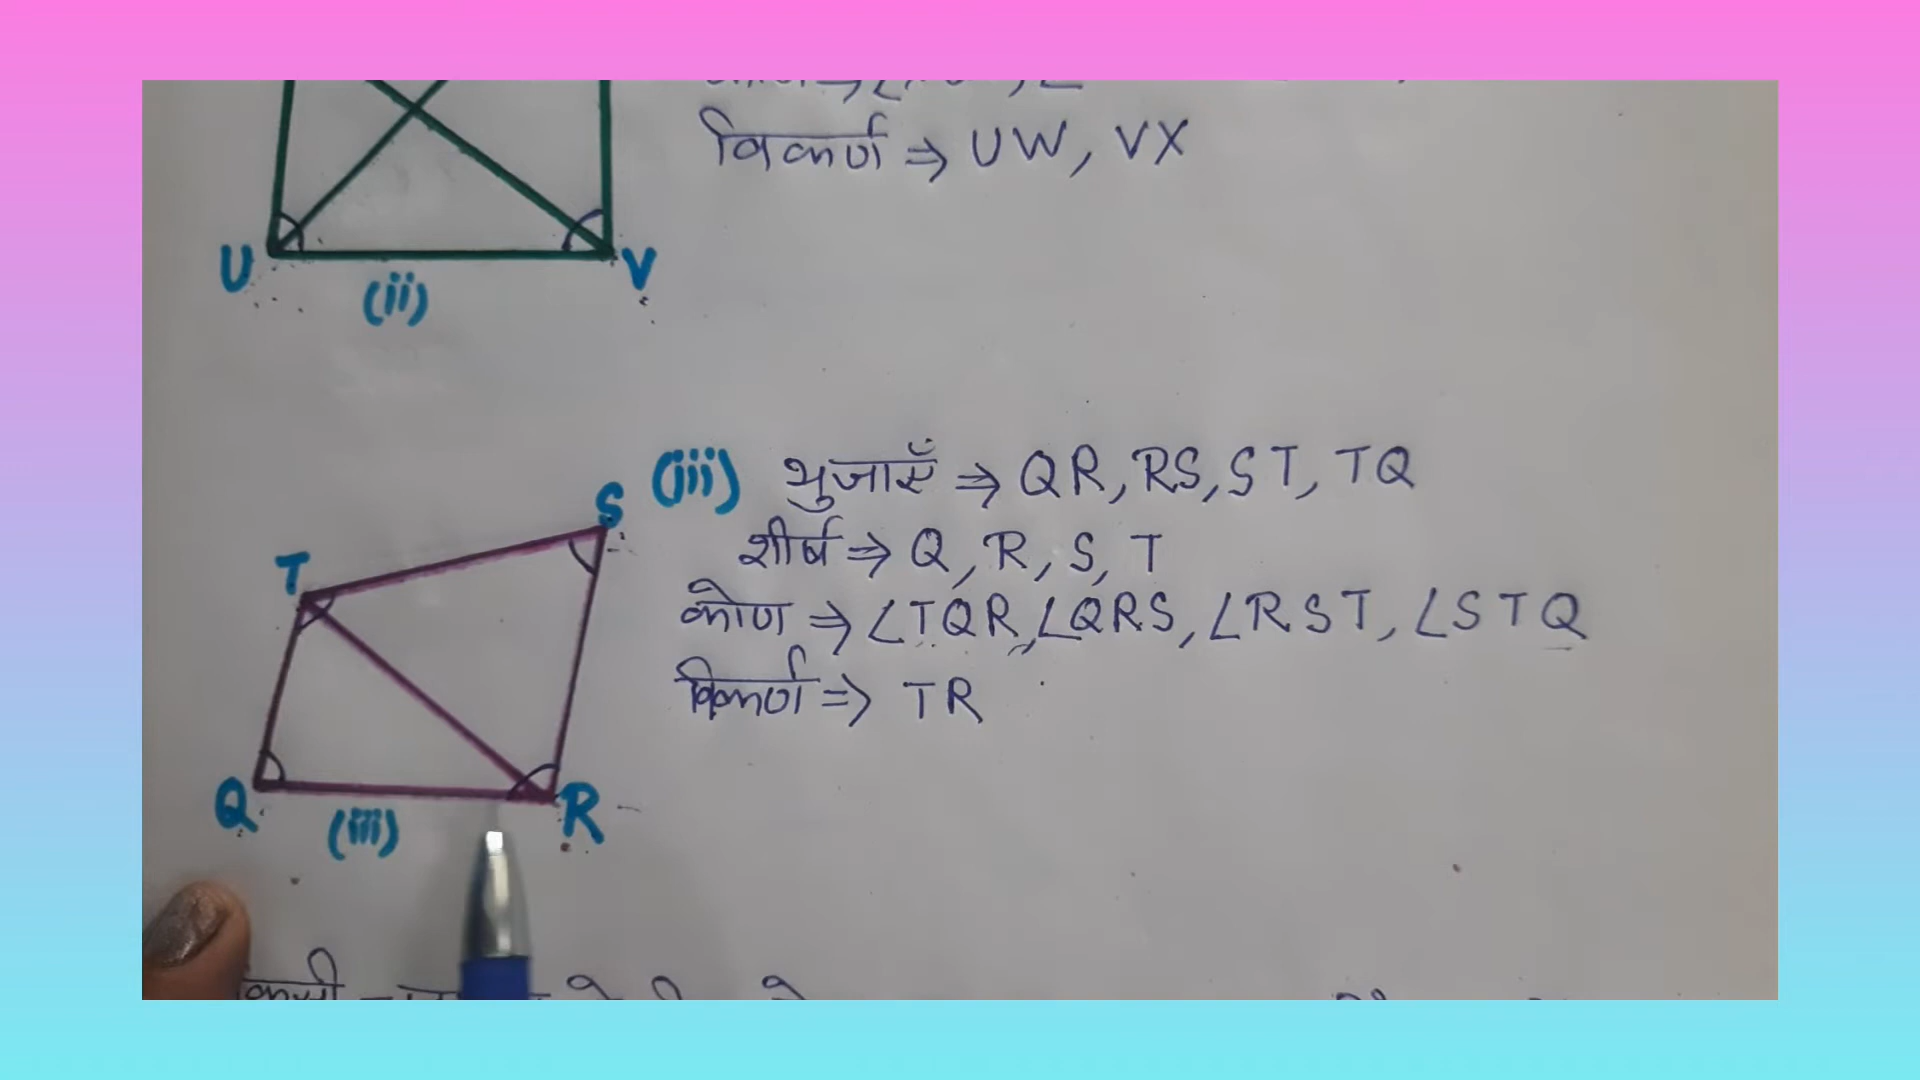 विकर्ण ⇒ UW, VX
U
V
(ii)
(iii) भुजाएँ ⇒ QR, RS, ST, TQ
शीर्ष ⇒ Q, R, S, T
कोण ⇒ ∠TQR, ∠QRS, ∠RST, ∠STQ
विकर्ण ⇒ TR
S
T
Q
R
(iii)